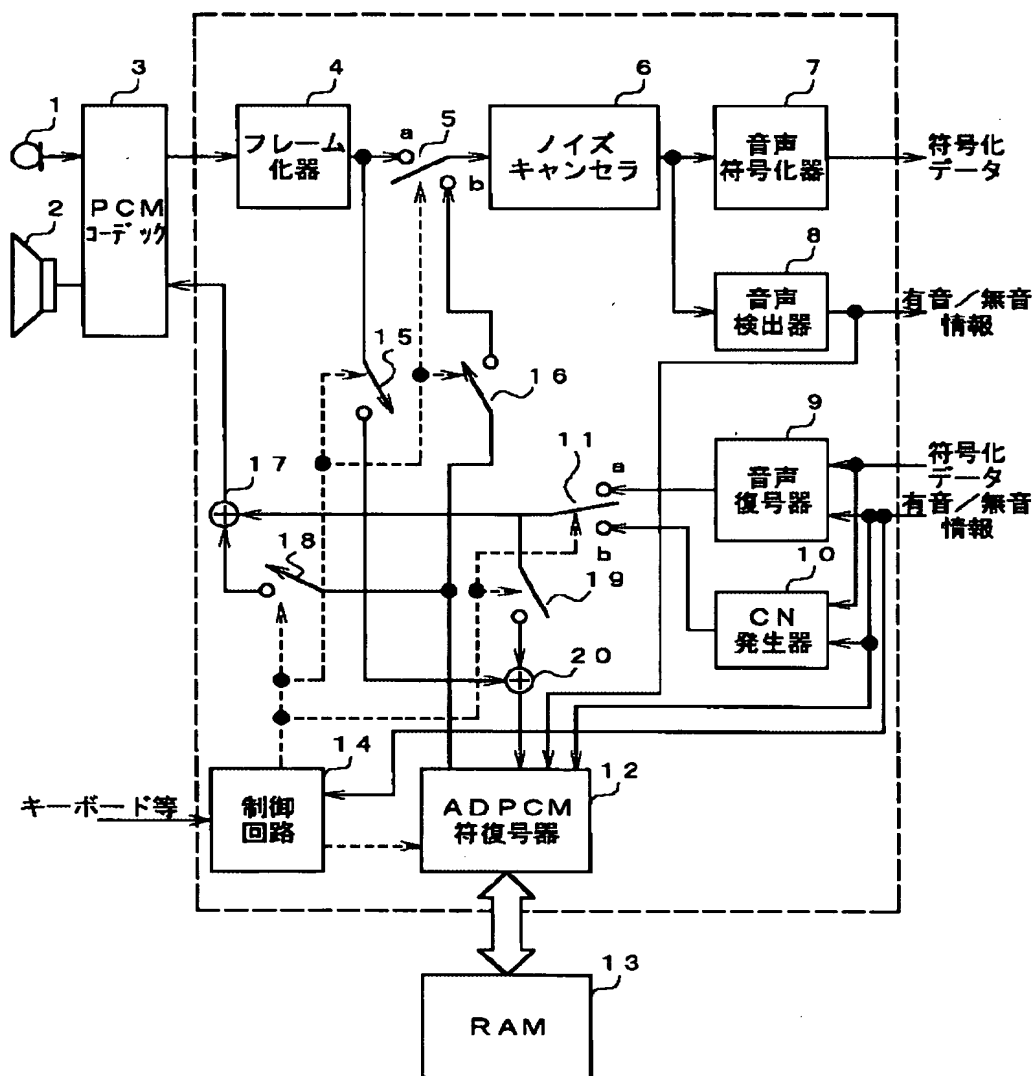 3
4
6
7
1
フレーム
化器
a
5
b
ノイズ
キャンセラ
音声
符号化器
符号化
データ
2
PCM
コーデック
8
音声
検出器
有音/無音
情報
15
16
9
11
a
b
音声
復号器
符号化
データ
有音/無音
情報
17
18
19
10
CN
発生器
20
14
12
キーボード等
制御
回路
ADPCM
符復号器
13
RAM